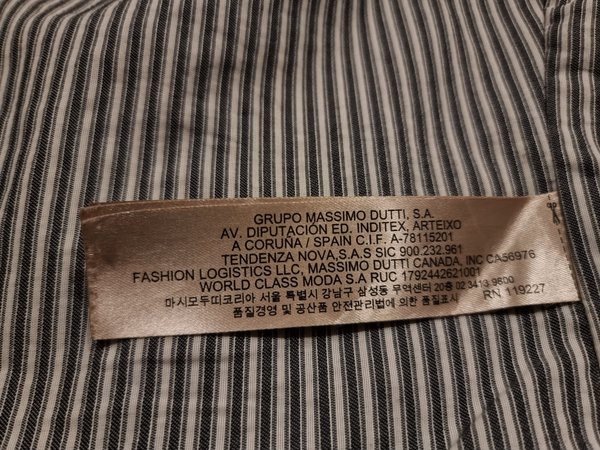 GRUPO MASSIMO DUTTI, S.A.
AV. DIPUTACIÓN ED. INDITEX, ARTEIXO
A CORUÑA / SPAIN C.I.F. A-78115201
TENDENZA NOVA,S.A.S SIC 900.232.961
FASHION LOGISTICS LLC, MASSIMO DUTTI CANADA, INC CA56976
WORLD CLASS MODA S.A RUC 1792442621001
마시모두띠코리아 서울 특별시 강남구 삼성동 무역센터 20층 02 3413 9800
품질경영 및 공산품 안전관리법에 의한 품질표시 RN 119227